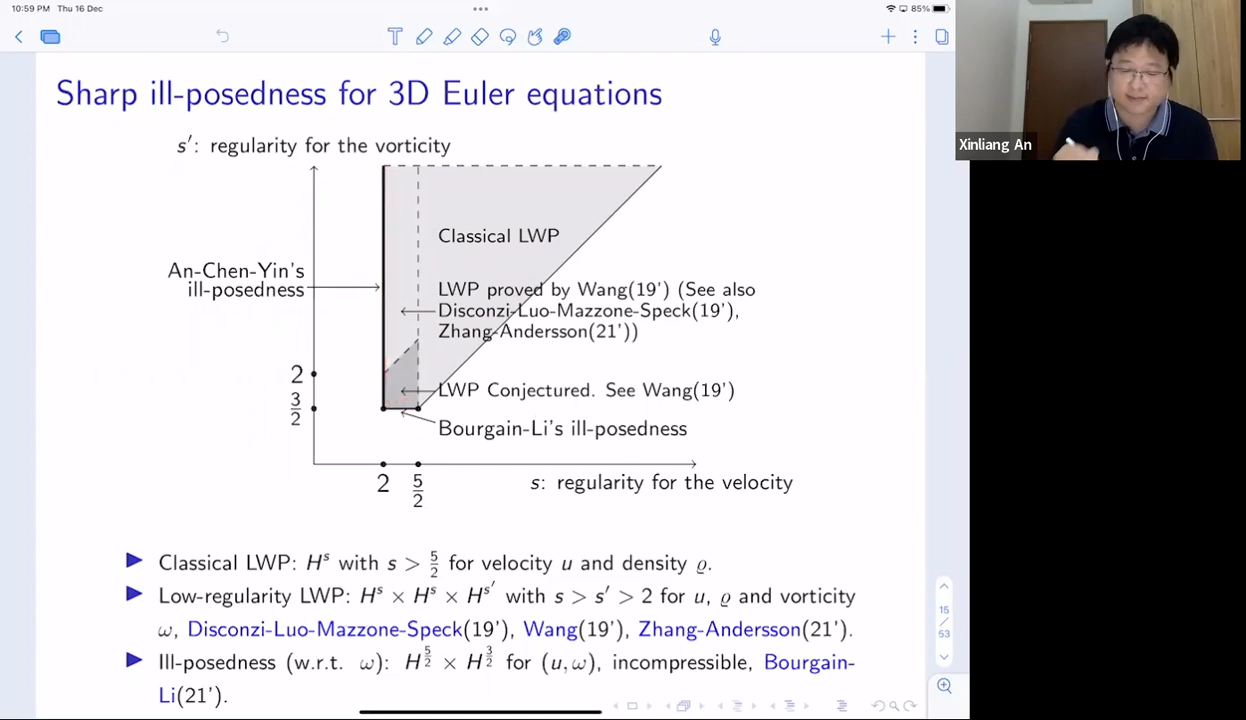 10:59 PM Thu 16 Dec
85%
Xinliang An
Sharp ill-posedness for 3D Euler equations
s′: regularity for the vorticity
Classical LWP
An-Chen-Yin's
ill-posedness
LWP proved by Wang(19') (See also
Disconzi-Luo-Mazzone-Speck(19'),
Zhang-Andersson(21'))
2
LWP Conjectured. See Wang(19')
3/2
Bourgain-Li's ill-posedness
2 5/2
s: regularity for the velocity
▶ Classical LWP: H^s with s > 5/2 for velocity u and density ϱ.
▶ Low-regularity LWP: H^s × H^s × H^s′ with s > s′ > 2 for u, ϱ and vorticity
ω, Disconzi-Luo-Mazzone-Speck(19'), Wang(19'), Zhang-Andersson(21').
▶ Ill-posedness (w.r.t. ω): H^5/2 × H^3/2 for (u, ω), incompressible, Bourgain-
Li(21').
15
/
53